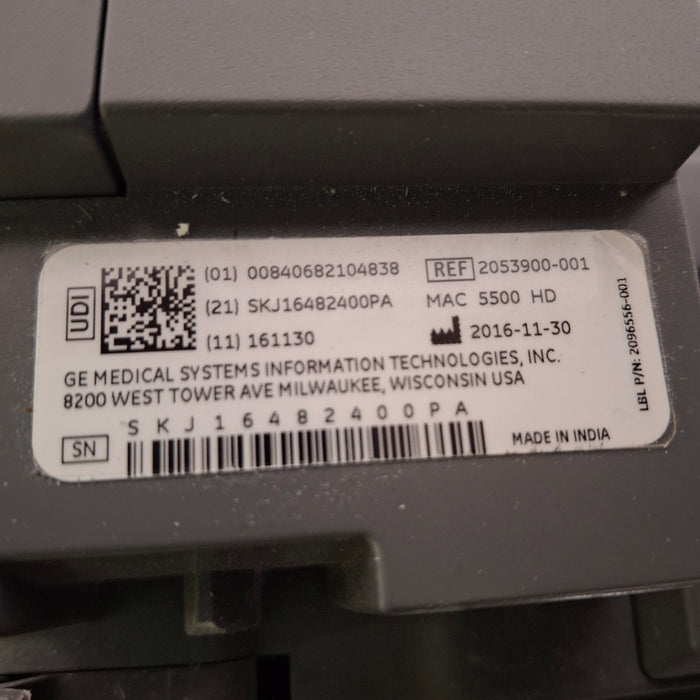 UDI
(01) 00840682104838
(21) SKJ16482400PA
(11) 161130
REF 2053900-001
MAC 5500 HD
2016-11-30
GE MEDICAL SYSTEMS INFORMATION TECHNOLOGIES, INC.
8200 WEST TOWER AVE MILWAUKEE, WISCONSIN USA
SKJ16482400PA
SN
MADE IN INDIA
LBL P/N: 2096556-001